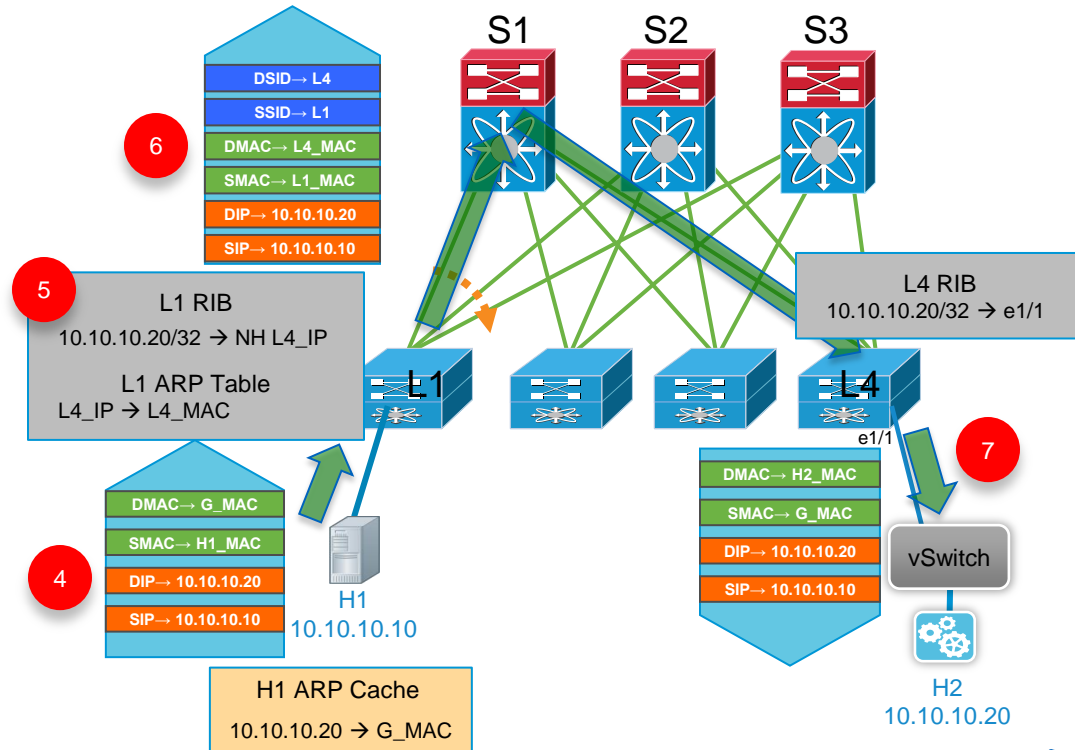 S1
S2
S3
DSID→ L4
SSID→ L1
DMAC→ L4_MAC
SMAC→ L1_MAC
DIP→ 10.10.10.20
SIP→ 10.10.10.10
6
5
L1 RIB
10.10.10.20/32 → NH L4_IP
L1 ARP Table
L4_IP → L4_MAC
L4 RIB
10.10.10.20/32 → e1/1
L1
L4
e1/1
4
DMAC→ G_MAC
SMAC→ H1_MAC
DIP→ 10.10.10.20
SIP→ 10.10.10.10
H1
10.10.10.10
H1 ARP Cache
10.10.10.20 → G_MAC
DMAC→ H2_MAC
SMAC→ G_MAC
DIP→ 10.10.10.20
SIP→ 10.10.10.10
7
vSwitch
H2
10.10.10.20